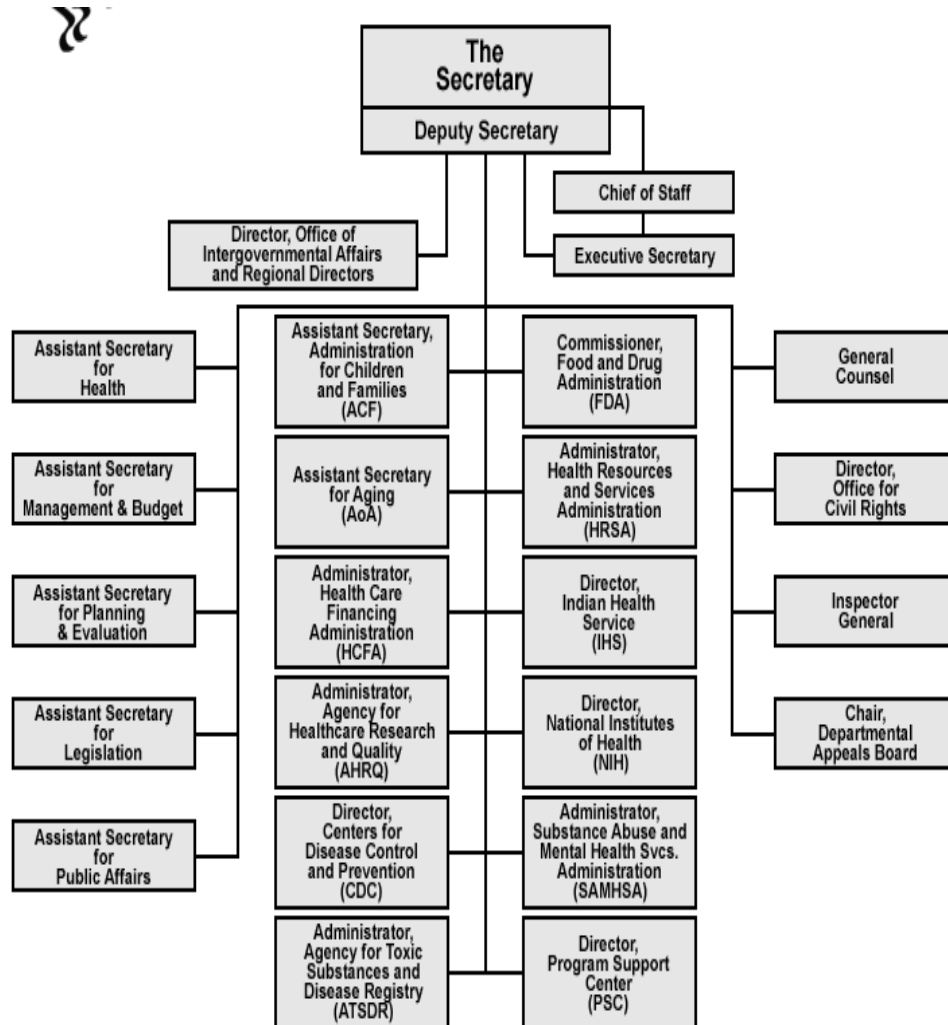 The
Secretary
Deputy Secretary
Chief of Staff
Director, Office of
Intergovernmental Affairs
and Regional Directors
Executive Secretary
Assistant Secretary
for
Health
Assistant Secretary,
Administration
for Children
and Families
(ACF)
Commissioner,
Food and Drug
Administration
(FDA)
General
Counsel
Assistant Secretary
for
Management & Budget
Assistant Secretary
for Aging
(AoA)
Administrator,
Health Resources
and Services
Administration
(HRSA)
Director,
Office for
Civil Rights
Assistant Secretary
for Planning
& Evaluation
Administrator,
Health Care
Financing
Administration
(HCFA)
Director,
Indian Health
Service
(IHS)
Inspector
General
Assistant Secretary
for
Legislation
Administrator,
Agency for
Healthcare Research
and Quality
(AHRQ)
Director,
National Institutes
of Health
(NIH)
Chair,
Departmental
Appeals Board
Assistant Secretary
for
Public Affairs
Director,
Centers for
Disease Control
and Prevention
(CDC)
Administrator,
Substance Abuse and
Mental Health Svcs.
Administration
(SAMHSA)
Administrator,
Agency for Toxic
Substances and
Disease Registry
(ATSDR)
Director,
Program Support
Center
(PSC)